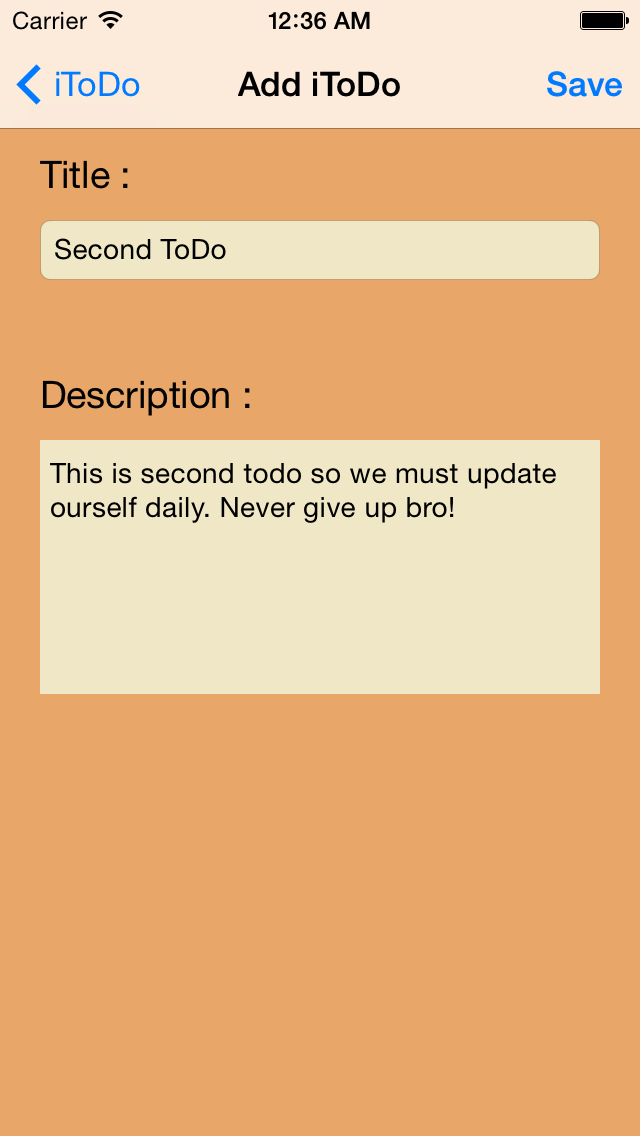 Carrier 12:36 AM
iToDo Add iToDo Save
Title :
Second ToDo
Description :
This is second todo so we must update
ourself daily. Never give up bro!